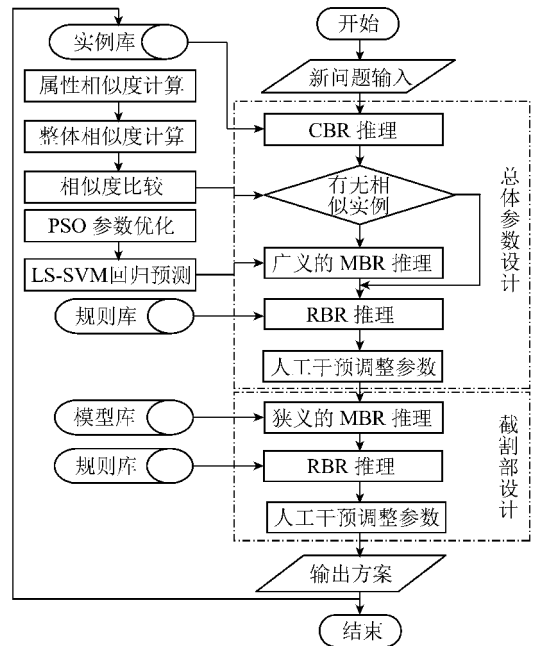 实例库
属性相似度计算
整体相似度计算
相似度比较
PSO 参数优化
LS-SVM回归预测
规则库
模型库
规则库
开始
新问题输入
CBR 推理
有无相
似实例
广义的 MBR 推理
RBR 推理
人工干预调整参数
总体参数设计
狭义的 MBR 推理
RBR 推理
人工干预调整参数
截割部设计
输出方案
结束